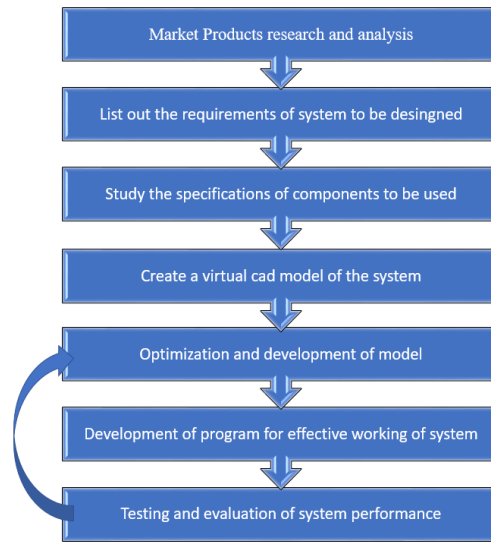 Market Products research and analysis
List out the requirements of system to be desingned
Study the specifications of components to be used
Create a virtual cad model of the system
Optimization and development of model
Development of program for effective working of system
Testing and evaluation of system performance